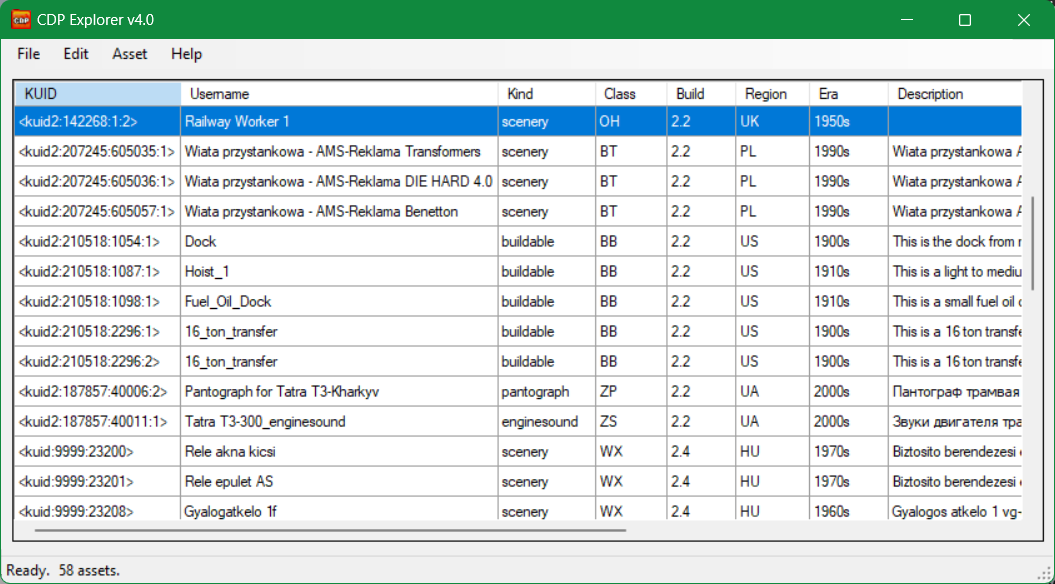 CDP CDP Explorer v4.0
File Edit Asset Help
KUID Username Kind Class Build Region Era Description
<kuid2:142268:1:2> Railway Worker 1 scenery OH 2.2 UK 1950s
<kuid2:207245:605035:1> Wiata przystankowa - AMS-Reklama Transformers scenery BT 2.2 PL 1990s Wiata przystankowa A
<kuid2:207245:605036:1> Wiata przystankowa - AMS-Reklama DIE HARD 4.0 scenery BT 2.2 PL 1990s Wiata przystankowa A
<kuid2:207245:605057:1> Wiata przystankowa - AMS-Reklama Benetton scenery BT 2.2 PL 1990s Wiata przystankowa A
<kuid2:210518:1054:1> Dock buildable BB 2.2 US 1900s This is the dock from
<kuid2:210518:1087:1> Hoist_1 buildable BB 2.2 US 1910s This is a light to mediu
<kuid2:210518:1098:1> Fuel_Oil_Dock buildable BB 2.2 US 1910s This is a small fuel oil
<kuid2:210518:2296:1> 16_ton_transfer buildable BB 2.2 US 1900s This is a 16 ton transfe
<kuid2:210518:2296:2> 16_ton_transfer buildable BB 2.2 US 1900s This is a 16 ton transfe
<kuid2:187857:40006:2> Pantograph for Tatra T3-Kharkyv pantograph ZP 2.2 UA 2000s Пантограф трамвая
<kuid2:187857:40011:1> Tatra T3-300_enginesound enginesound ZS 2.2 UA 2000s Звуки двигателя тра
<kuid:9999:23200> Rele akna kicsi scenery WX 2.4 HU 1970s Biztosito berendezesi
<kuid:9999:23201> Rele epulet AS scenery WX 2.4 HU 1970s Biztosito berendezesi
<kuid:9999:23208> Gyalogatkelo 1f scenery WX 2.4 HU 1960s Gyalogos atkelo 1 vg-
Ready. 58 assets.